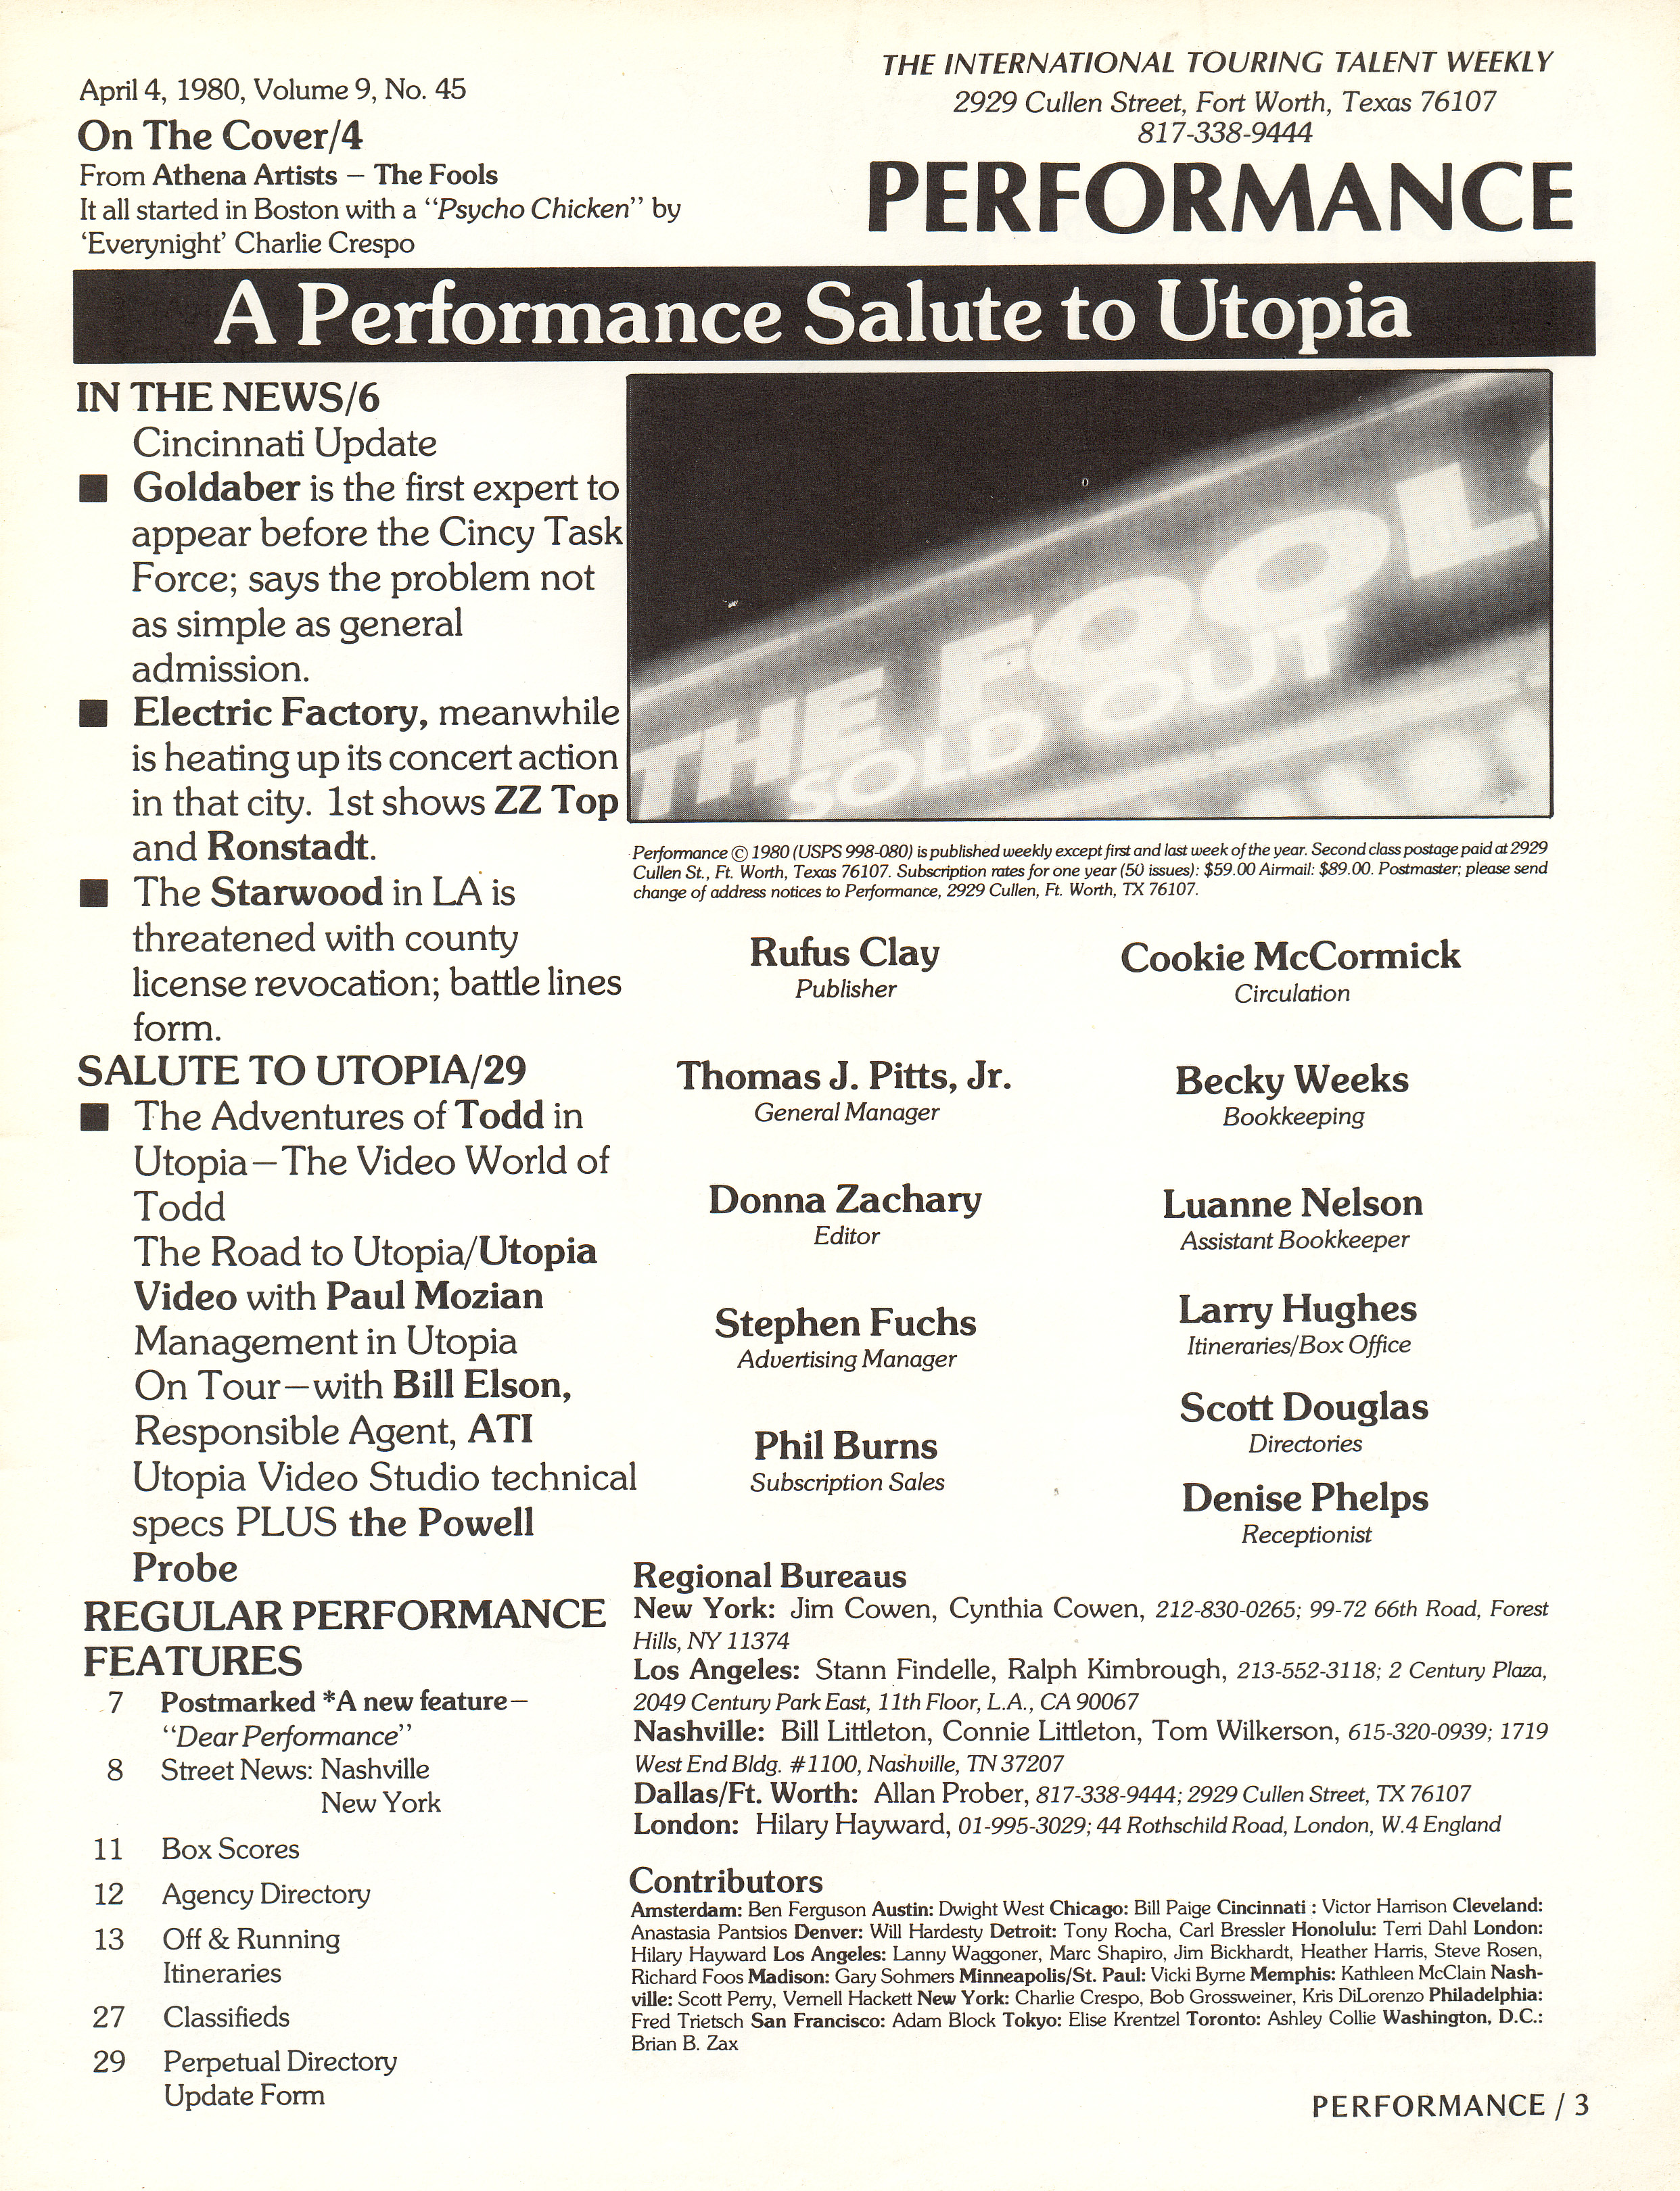 April 4, 1980, Volume 9, No. 45
On The Cover/4
From Athena Artists — The Fools
It all started in Boston with a “Psycho Chicken” by
‘Everynight’ Charlie Crespo
THE INTERNATIONAL TOURING TALENT WEEKLY
2929 Cullen Street, Fort Worth, Texas 76107
817-338-9444
PERFORMANCE
A Performance Salute to Utopia
IN THE NEWS/6
Cincinnati Update
■ Goldaber is the first expert to
appear before the Cincy Task
Force; says the problem not
as simple as general
admission.
■ Electric Factory, meanwhile
is heating up its concert action
in that city. 1st shows ZZ Top
and Ronstadt.
■ The Starwood in LA is
threatened with county
license revocation; battle lines
form.
SALUTE TO UTOPIA/29
■ The Adventures of Todd in
Utopia—The Video World of
Todd
The Road to Utopia/Utopia
Video with Paul Mozian
Management in Utopia
On Tour—with Bill Elson,
Responsible Agent, ATI
Utopia Video Studio technical
specs PLUS the Powell
Probe
REGULAR PERFORMANCE
FEATURES
7 Postmarked *A new feature—
“Dear Performance”
8 Street News: Nashville
New York
11 Box Scores
12 Agency Directory
13 Off & Running
Itineraries
27 Classifieds
29 Perpetual Directory
Update Form
THE FOOLS
SOLD OUT
Performance © 1980 (USPS 998-080) is published weekly except first and last week of the year. Second class postage paid at 2929
Cullen St., Ft. Worth, Texas 76107. Subscription rates for one year (50 issues): $59.00 Airmail: $89.00. Postmaster; please send
change of address notices to Performance, 2929 Cullen, Ft. Worth, TX 76107.
Rufus Clay
Publisher
Thomas J. Pitts, Jr.
General Manager
Donna Zachary
Editor
Stephen Fuchs
Advertising Manager
Phil Burns
Subscription Sales
Cookie McCormick
Circulation
Becky Weeks
Bookkeeping
Luanne Nelson
Assistant Bookkeeper
Larry Hughes
Itineraries/Box Office
Scott Douglas
Directories
Denise Phelps
Receptionist
Regional Bureaus
New York: Jim Cowen, Cynthia Cowen, 212-830-0265; 99-72 66th Road, Forest
Hills, NY 11374
Los Angeles: Stann Findelle, Ralph Kimbrough, 213-552-3118; 2 Century Plaza,
2049 Century Park East, 11th Floor, L.A., CA 90067
Nashville: Bill Littleton, Connie Littleton, Tom Wilkerson, 615-320-0939; 1719
West End Bldg. #1100, Nashville, TN 37207
Dallas/Ft. Worth: Allan Prober, 817-338-9444; 2929 Cullen Street, TX 76107
London: Hilary Hayward, 01-995-3029; 44 Rothschild Road, London, W.4 England
Contributors
Amsterdam: Ben Ferguson Austin: Dwight West Chicago: Bill Paige Cincinnati : Victor Harrison Cleveland:
Anastasia Pantsios Denver: Will Hardesty Detroit: Tony Rocha, Carl Bressler Honolulu: Terri Dahl London:
Hilary Hayward Los Angeles: Lanny Waggoner, Marc Shapiro, Jim Bickhardt, Heather Harris, Steve Rosen,
Richard Foos Madison: Gary Sohmers Minneapolis/St. Paul: Vicki Byrne Memphis: Kathleen McClain Nash-
ville: Scott Perry, Vernell Hackett New York: Charlie Crespo, Bob Grossweiner, Kris DiLorenzo Philadelphia:
Fred Trietsch San Francisco: Adam Block Tokyo: Elise Krentzel Toronto: Ashley Collie Washington, D.C.:
Brian B. Zax
PERFORMANCE / 3